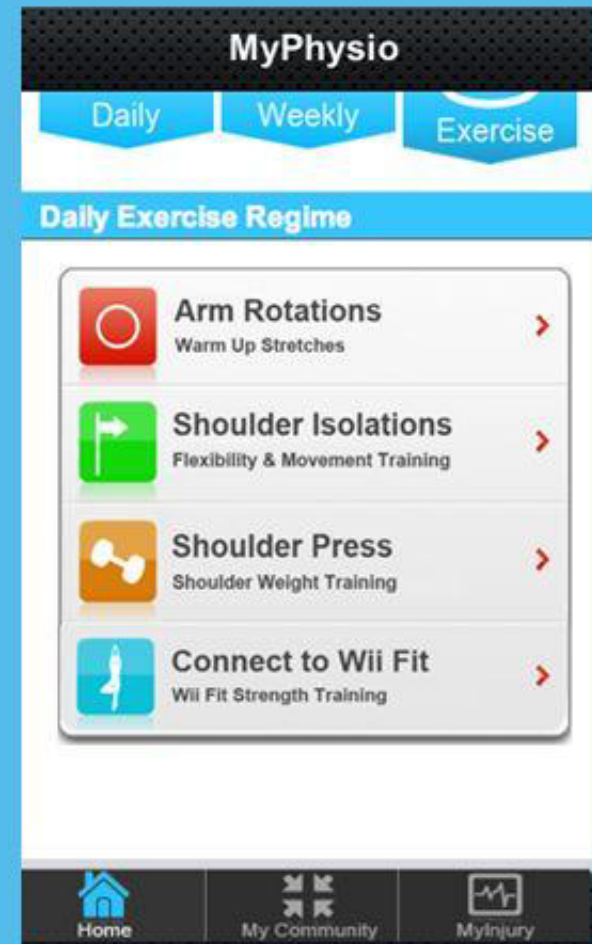 MyPhysio
Daily
Weekly
Exercise
Daily Exercise Regime
Arm Rotations
Warm Up Stretches
Shoulder Isolations
Flexibility & Movement Training
Shoulder Press
Shoulder Weight Training
Connect to Wii Fit
Wii Fit Strength Training
Home
My Community
MyInjury